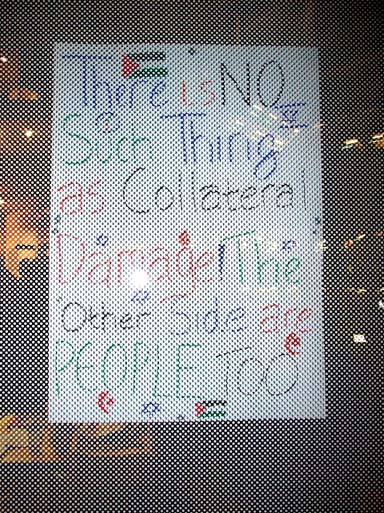 There is NO
Such Thing
as Collateral
Damage! The
Other Side are
PEOPLE TOO